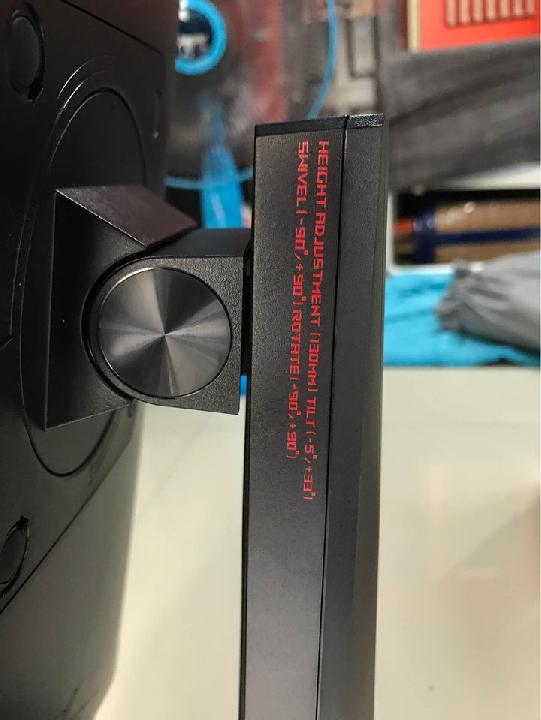 HEIGHT ADJUSTMENT (130MM) TILT (-5°/+33°)
SWIVEL (-90°/+90°) ROTATE (-90°/+90°)